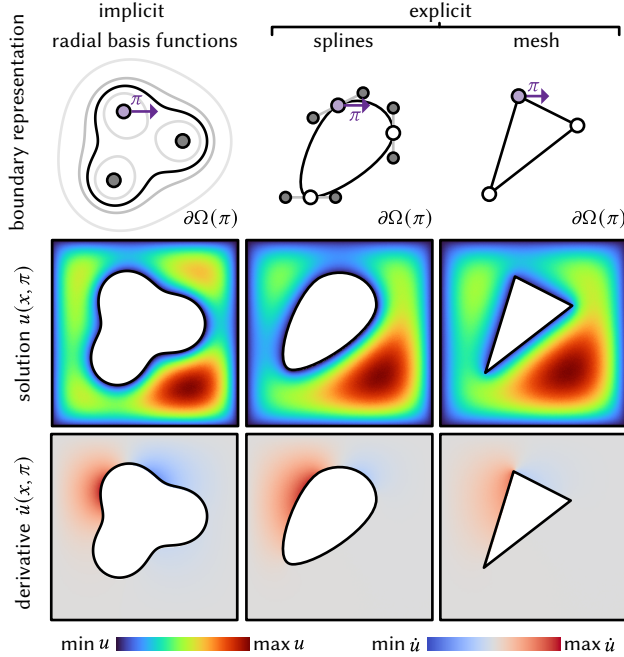 implicit
explicit
radial basis functions
splines
mesh
boundary representation
π
π
π
∂Ω(π)
∂Ω(π)
∂Ω(π)
solution u(x, π)
derivative u̇(x, π)
min u
max u
min u̇
max u̇